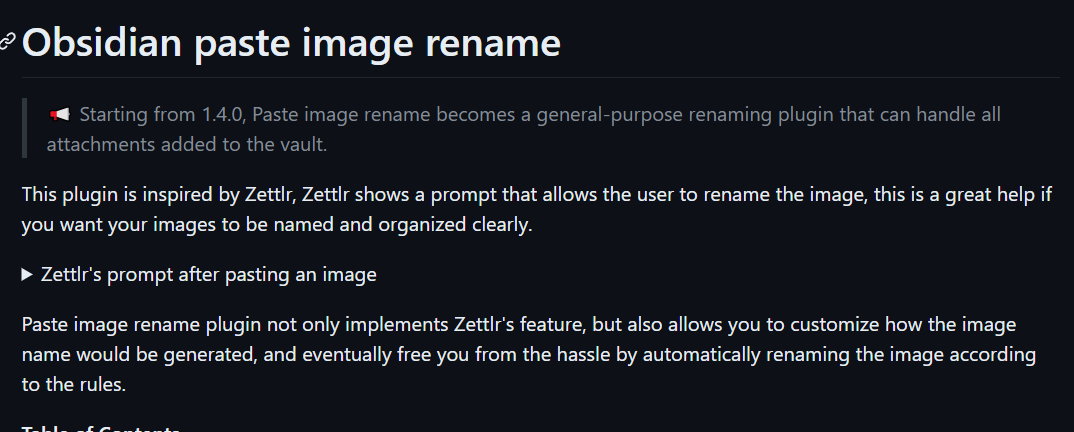 Obsidian paste image rename
Starting from 1.4.0, Paste image rename becomes a general-purpose renaming plugin that can handle all
attachments added to the vault.
This plugin is inspired by Zettlr, Zettlr shows a prompt that allows the user to rename the image, this is a great help if
you want your images to be named and organized clearly.
Zettlr's prompt after pasting an image
Paste image rename plugin not only implements Zettlr's feature, but also allows you to customize how the image
name would be generated, and eventually free you from the hassle by automatically renaming the image according
to the rules.
Table of Contents